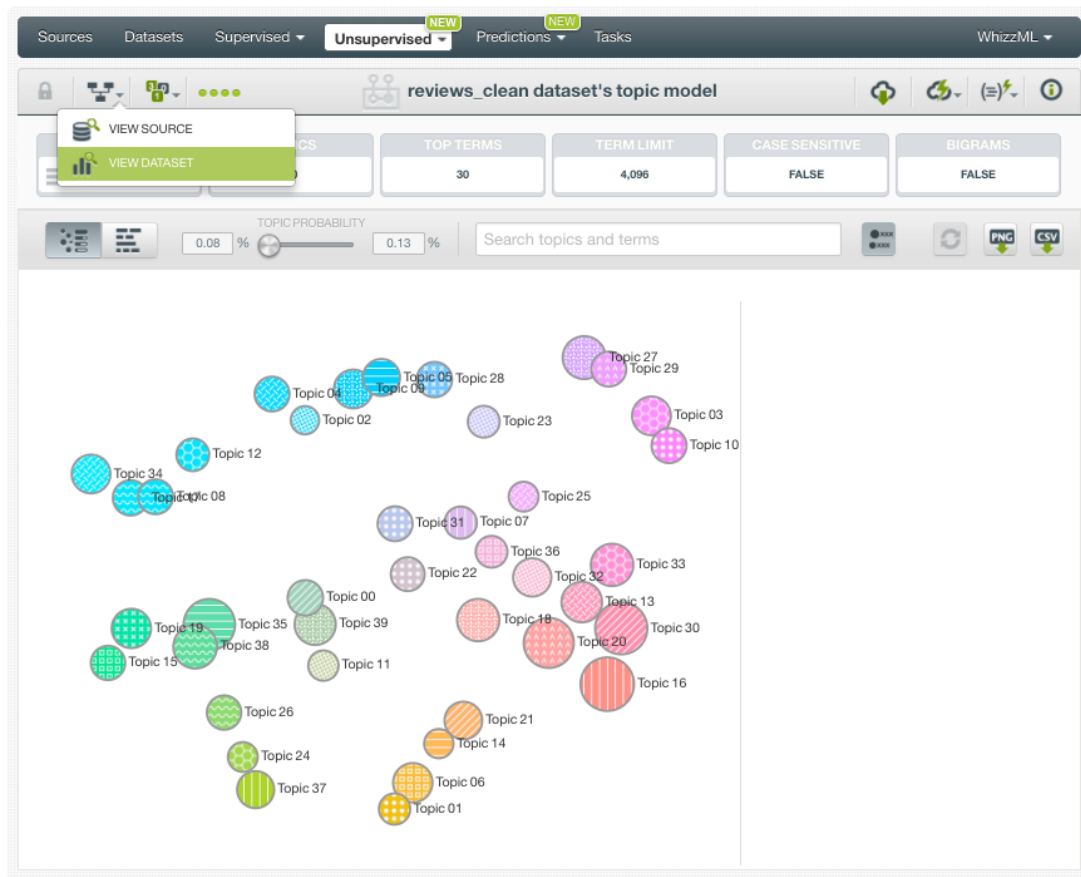 NEW NEW
Sources Datasets Supervised Unsupervised Predictions Tasks WhizzML
reviews_clean dataset's topic model
VIEW SOURCE
VIEW DATASET
TOP TERMS TERM LIMIT CASE SENSITIVE BIGRAMS
30 4,096 FALSE FALSE
TOPIC PROBABILITY
0.08 % 0.13 % Search topics and terms PNG CSV
Topic 27
Topic 29
Topic 05 Topic 28
Topic 09
Topic 04
Topic 03
Topic 02 Topic 23
Topic 10
Topic 12
Topic 34
Topic 17 Topic 08 Topic 25
Topic 31 Topic 07
Topic 36
Topic 33
Topic 22 Topic 32
Topic 00
Topic 13
Topic 18
Topic 19 Topic 35 Topic 39 Topic 30
Topic 38 Topic 20
Topic 15 Topic 11
Topic 16
Topic 26
Topic 21
Topic 14
Topic 24
Topic 06
Topic 37
Topic 01